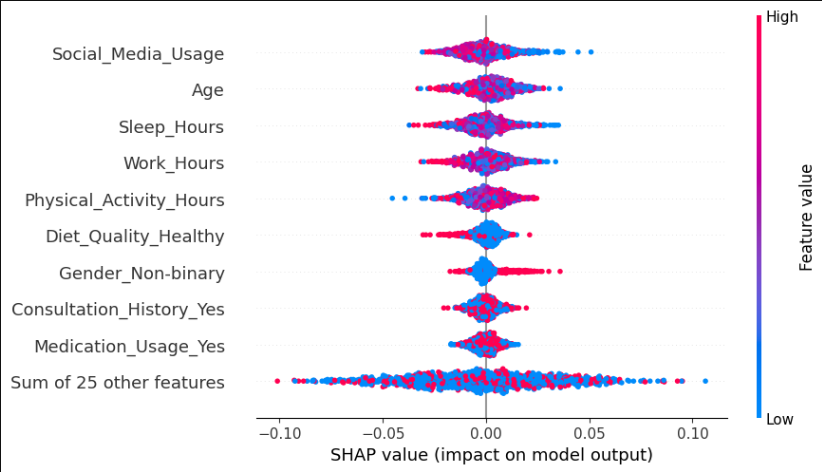 High
Social_Media_Usage
Age
Sleep_Hours
Work_Hours
Physical_Activity_Hours
Diet_Quality_Healthy
Gender_Non-binary
Consultation_History_Yes
Medication_Usage_Yes
Sum of 25 other features
Feature value
Low
−0.10 −0.05 0.00 0.05 0.10
SHAP value (impact on model output)